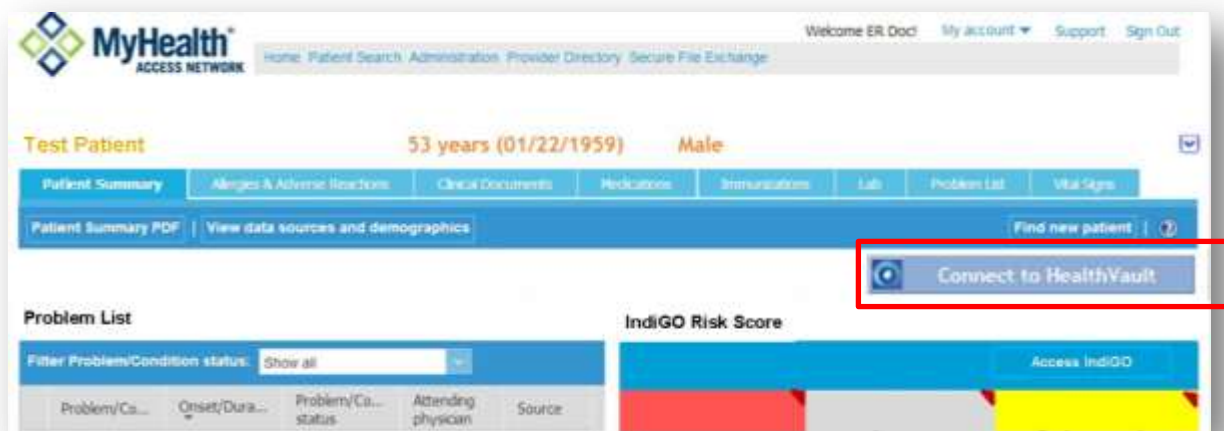 MyHealth
ACCESS NETWORK
Welcome ER Doc! My account Support Sign Out
Home Patient Search Administration Provider Directory Secure File Exchange
Test Patient 53 years (01/22/1959) Male
Patient Summary Allergies & Adverse Reactions Clinical Documents Medications Immunizations Lab Problem List Vital Signs
Patient Summary PDF | View data sources and demographics Find new patient | ?
Connect to HealthVault
Problem List IndiGO Risk Score
Filter Problem/Condition status: Show all Access IndiGO
Problem/Co... Onset/Dura... Problem/Co... status Attending physician Source